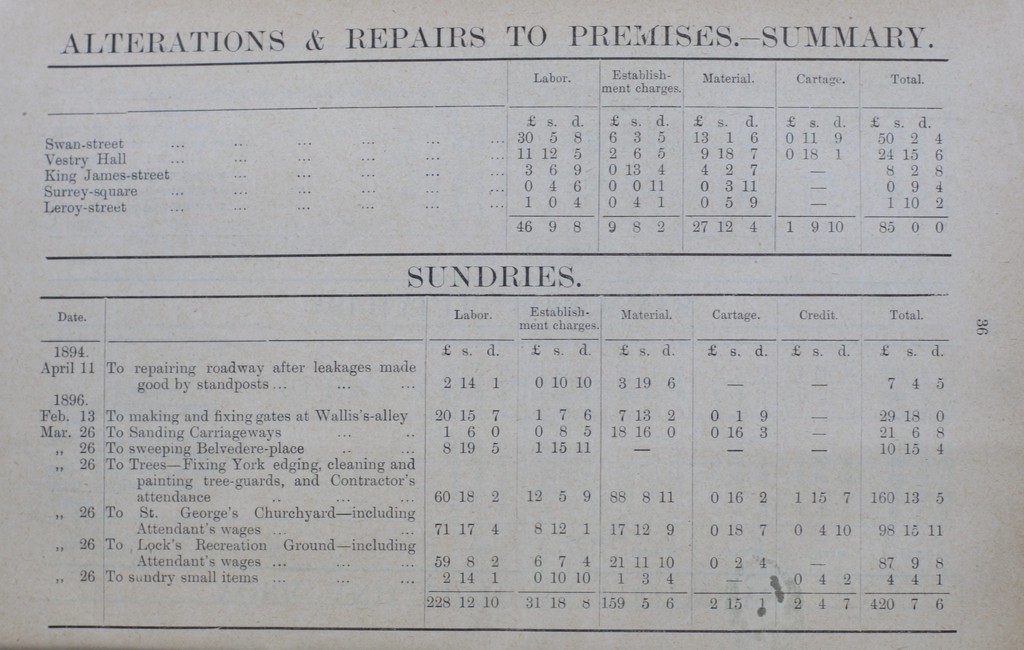 ALTERATIONS & REPAIRS TO PREMISES.—SUMMARY.
Labor. Establish- Material. Cartage. Total.
ment charges.
£ s. d. £ s. d. £ s. d. £ s. d. £ s. d.
Swan-street ... ... ... ... ... ... 30 5 8 6 3 5 13 1 6 0 11 9 50 2 4
Vestry Hall ... ... ... ... ... ... 11 12 5 2 6 5 9 18 7 0 18 1 24 15 6
King James-street ... ... ... ... ... 3 6 9 0 13 4 4 2 7 — 8 2 8
Surrey-square ... ... ... ... ... ... 0 4 6 0 0 11 0 3 11 — 0 9 4
Leroy-street ... ... ... ... ... ... 1 0 4 0 4 1 0 5 9 — 1 10 2
46 9 8 9 8 2 27 12 4 1 9 10 85 0 0
SUNDRIES.
Date. Labor. Establish- Material. Cartage. Credit. Total.
ment charges.
1894. £ s. d. £ s. d. £ s. d. £ s. d. £ s. d. £ s. d.
April 11 To repairing roadway after leakages made
good by standposts ... ... ... 2 14 1 0 10 10 3 19 6 — — 7 4 5
1896.
Feb. 13 To making and fixing gates at Wallis's-alley 20 15 7 1 7 6 7 13 2 0 1 9 — 29 18 0
Mar. 26 To Sanding Carriageways ... .. 1 6 0 0 8 5 18 16 0 0 16 3 — 21 6 8
„ 26 To sweeping Belvedere-place .. ... 8 19 5 1 15 11 — — — 10 15 4
„ 26 To Trees—Fixing York edging, cleaning and
painting tree-guards, and Contractor's
attendance .. ... ... 60 18 2 12 5 9 88 8 11 0 16 2 1 15 7 160 13 5
„ 26 To St. George's Churchyard—including
Attendant's wages ... ... ... 71 17 4 8 12 1 17 12 9 0 18 7 0 4 10 98 15 11
„ 26 To Lock's Recreation Ground—including
Attendant's wages ... ... ... 59 8 2 6 7 4 21 11 10 0 2 4 — 87 9 8
„ 26 To sundry small items ... ... ... 2 14 1 0 10 10 1 3 4 — 0 4 2 4 4 1
228 12 10 31 18 8 159 5 6 2 15 1 2 4 7 420 7 6
36